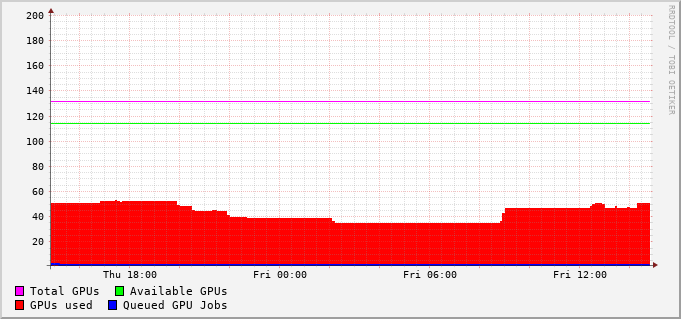 RRDTOOL / TOBI OETIKER
200
180
160
140
120
100
80
60
40
20
Thu 18:00 Fri 00:00 Fri 06:00 Fri 12:00
Total GPUs Available GPUs
GPUs used Queued GPU Jobs